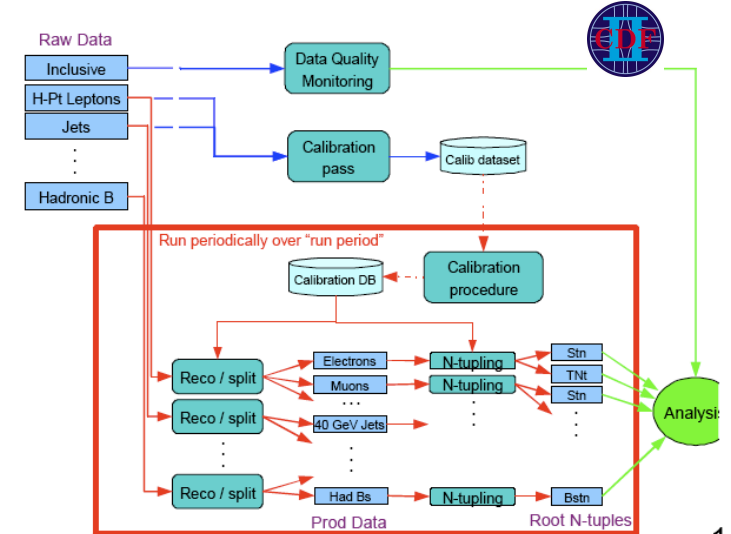 Raw Data
CDF
II
Inclusive
Data Quality
Monitoring
H-Pt Leptons
Jets
Calibration
pass
Calib dataset
Hadronic B
Run periodically over “run period”
Calibration DB
Calibration
procedure
Reco / split
Electrons
N-tupling
Stn
Muons
N-tupling
TNt
Stn
Reco / split
40 GeV Jets
Analysis
Reco / split
Had Bs
N-tupling
Bstn
Prod Data
Root N-tuples
1